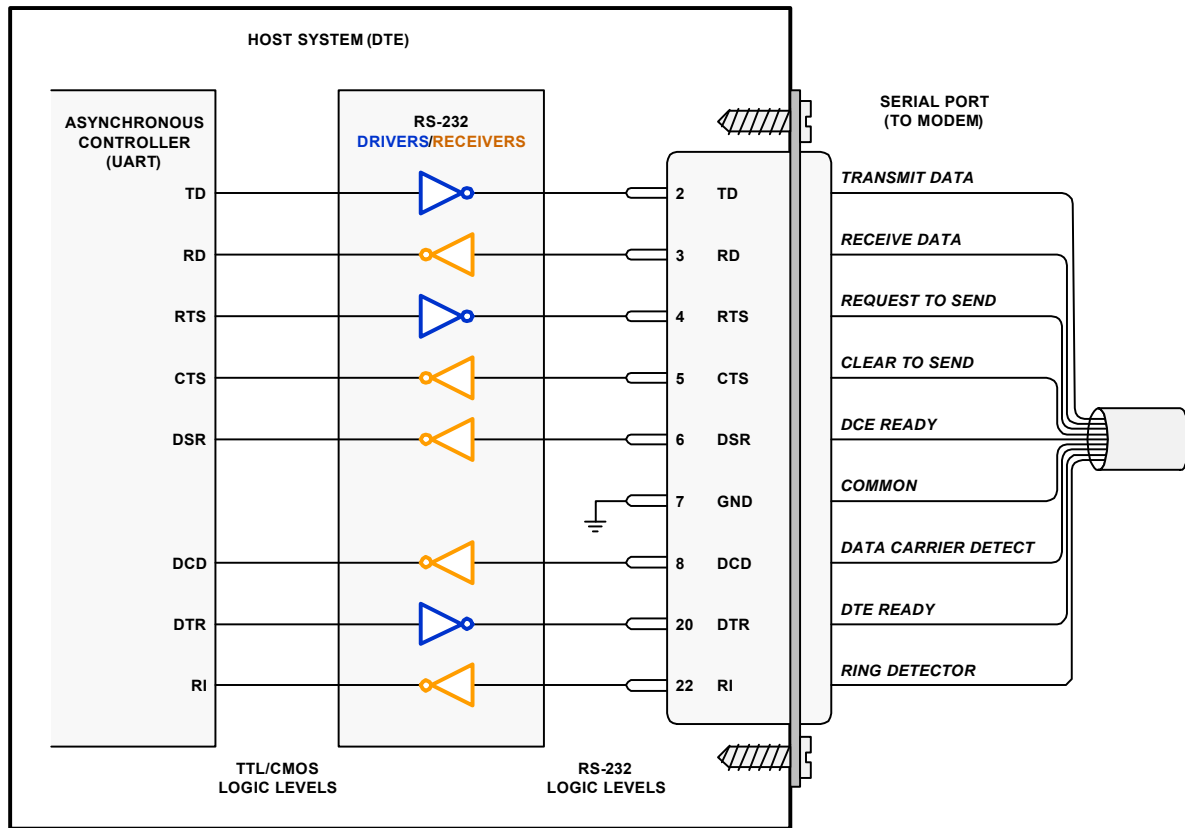 HOST SYSTEM (DTE)
ASYNCHRONOUS
CONTROLLER
(UART)
RS-232
DRIVERS/RECEIVERS
SERIAL PORT
(TO MODEM)
TD
2 TD
TRANSMIT DATA
RD
3 RD
RECEIVE DATA
RTS
4 RTS
REQUEST TO SEND
CTS
5 CTS
CLEAR TO SEND
DSR
6 DSR
DCE READY
7 GND
COMMON
DCD
8 DCD
DATA CARRIER DETECT
DTR
20 DTR
DTE READY
RI
22 RI
RING DETECTOR
TTL/CMOS
LOGIC LEVELS
RS-232
LOGIC LEVELS